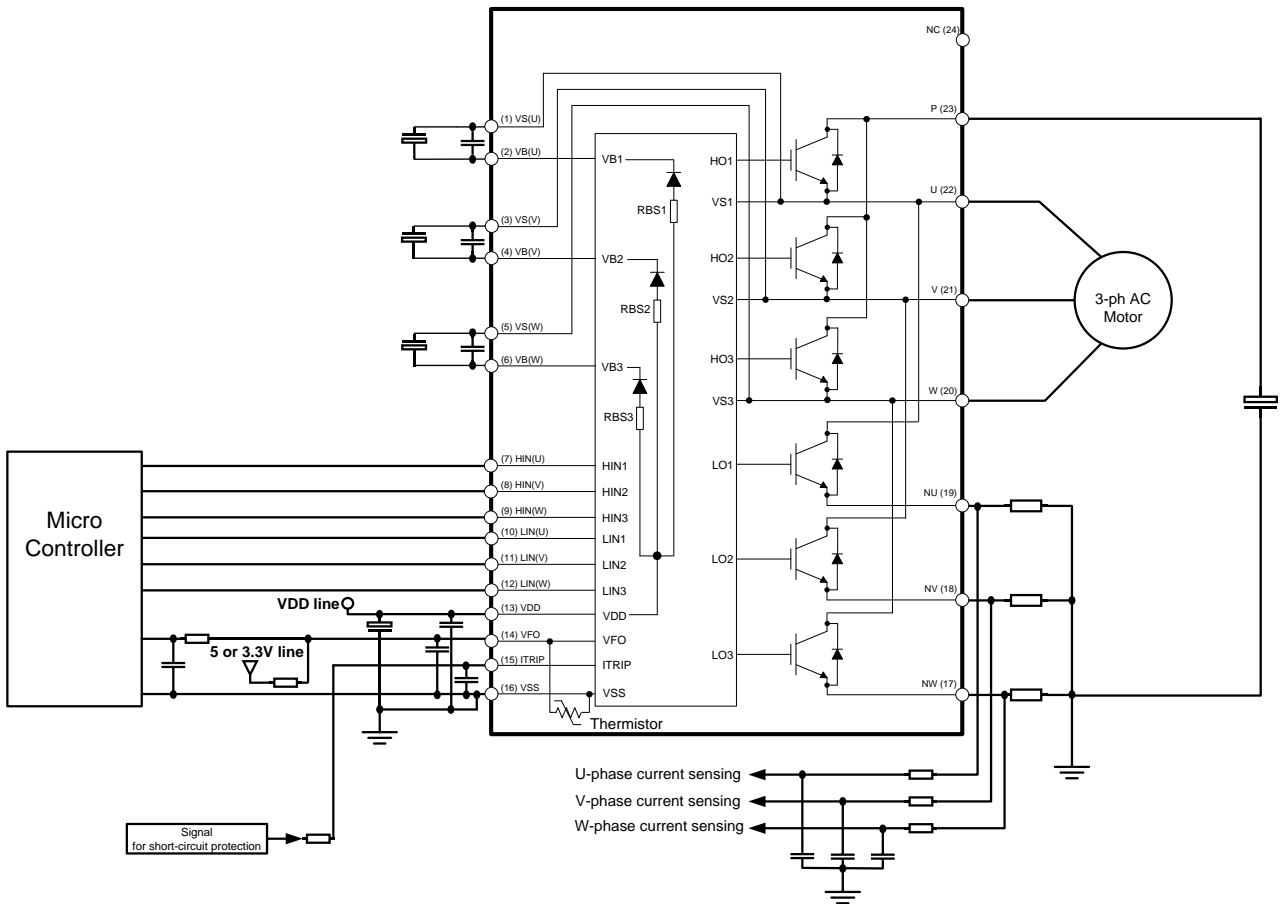 NC (24)
P (23)
(1) VS(U)
(2) VB(U)
VB1
HO1
RBS1
VS1
U (22)
(3) VS(V)
(4) VB(V)
VB2
HO2
RBS2
VS2
V (21)
3-ph AC
Motor
(5) VS(W)
(6) VB(W)
VB3
HO3
RBS3
VS3
W (20)
Micro
Controller
(7) HIN(U)
HIN1
LO1
(8) HIN(V)
HIN2
NU (19)
(9) HIN(W)
HIN3
(10) LIN(U)
LIN1
(11) LIN(V)
LIN2
LO2
(12) LIN(W)
LIN3
NV (18)
VDD line
(13) VDD
VDD
(14) VFO
VFO
5 or 3.3V line
LO3
(15) ITRIP
ITRIP
(16) VSS
VSS
NW (17)
Thermistor
U-phase current sensing
V-phase current sensing
W-phase current sensing
Signal
for short-circuit protection